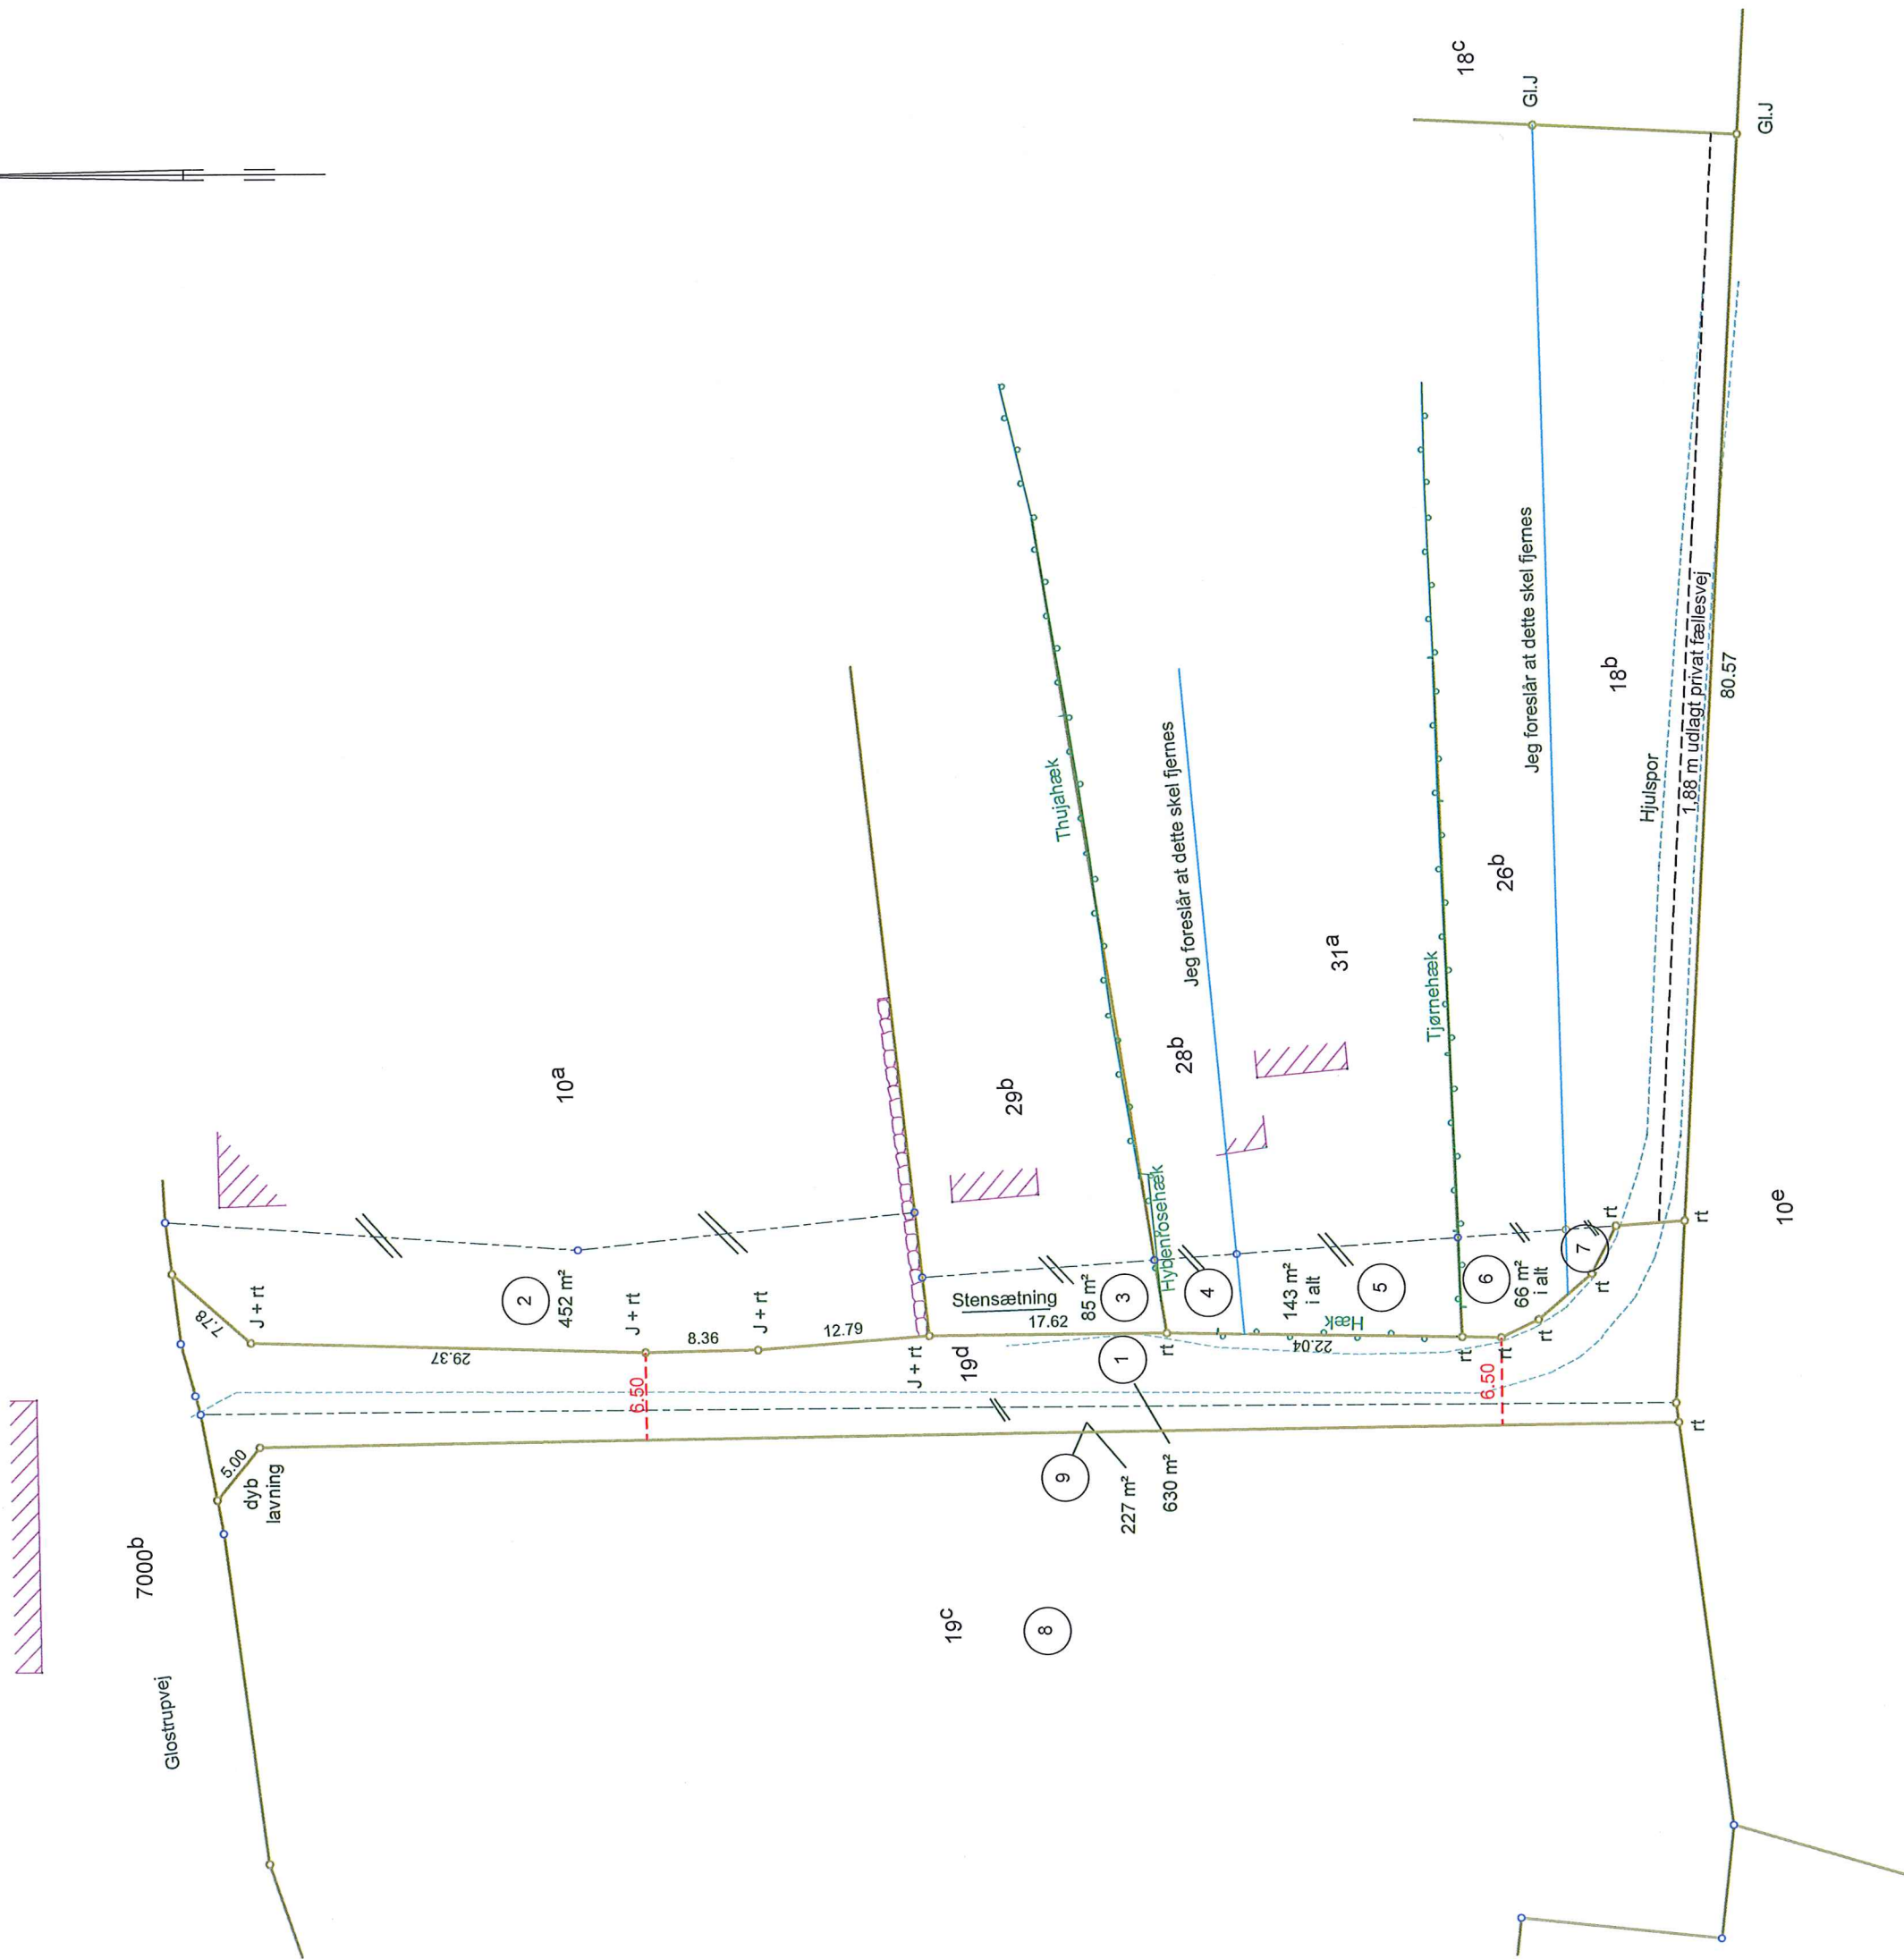 18c
Gl.J
Gl.J
Jeg foreslår at dette skel fjernes
18b
1,88 m udlagt privat fællesvej
80.57
Hjulspor
Thujahæk
Jeg foreslår at dette skel fjernes
26b
31a
Tjørnehæk
28b
29b
10a
Hybenrosehæk
10e
rt
rt
7
rt
rt
6
66 m²
i alt
5
143 m²
i alt
Hæk
4
3
85 m²
Stensætning
17.62
22.04
rt
rt
rt
6.50
1
19d
J + rt
12.79
J + rt
8.36
J + rt
6.50
2
452 m²
29.37
J + rt
7.78
5.00
dyb
lavning
rt
9
227 m²
630 m²
7000b
Glostrupvej
19c
8